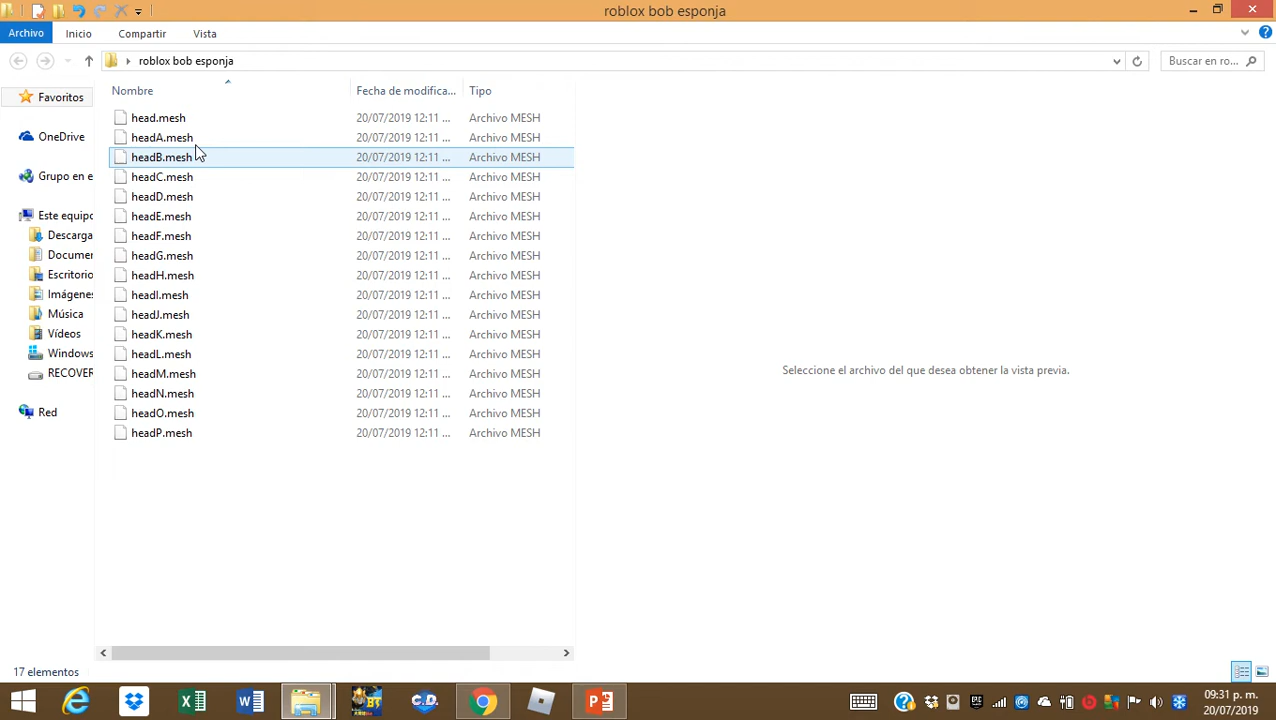 roblox bob esponja
Archivo Inicio Compartir Vista
roblox bob esponja
Buscar en ro...
Nombre Fecha de modifica... Tipo
head.mesh 20/07/2019 12:11 ... Archivo MESH
headA.mesh 20/07/2019 12:11 ... Archivo MESH
headB.mesh 20/07/2019 12:11 ... Archivo MESH
headC.mesh 20/07/2019 12:11 ... Archivo MESH
headD.mesh 20/07/2019 12:11 ... Archivo MESH
headE.mesh 20/07/2019 12:11 ... Archivo MESH
headF.mesh 20/07/2019 12:11 ... Archivo MESH
headG.mesh 20/07/2019 12:11 ... Archivo MESH
headH.mesh 20/07/2019 12:11 ... Archivo MESH
headI.mesh 20/07/2019 12:11 ... Archivo MESH
headJ.mesh 20/07/2019 12:11 ... Archivo MESH
headK.mesh 20/07/2019 12:11 ... Archivo MESH
headL.mesh 20/07/2019 12:11 ... Archivo MESH
headM.mesh 20/07/2019 12:11 ... Archivo MESH
headN.mesh 20/07/2019 12:11 ... Archivo MESH
headO.mesh 20/07/2019 12:11 ... Archivo MESH
headP.mesh 20/07/2019 12:11 ... Archivo MESH
Favoritos
OneDrive
Grupo en e
Este equipo
Descarga
Documen
Escritorio
Imágenes
Música
Vídeos
Windows
RECOVER
Red
Seleccione el archivo del que desea obtener la vista previa.
17 elementos
C.D.
09:31 p. m.
20/07/2019